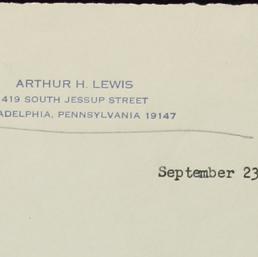 ARTHUR H. LEWIS
419 SOUTH JESSUP STREET
ADELPHIA, PENNSYLVANIA 19147
September 23